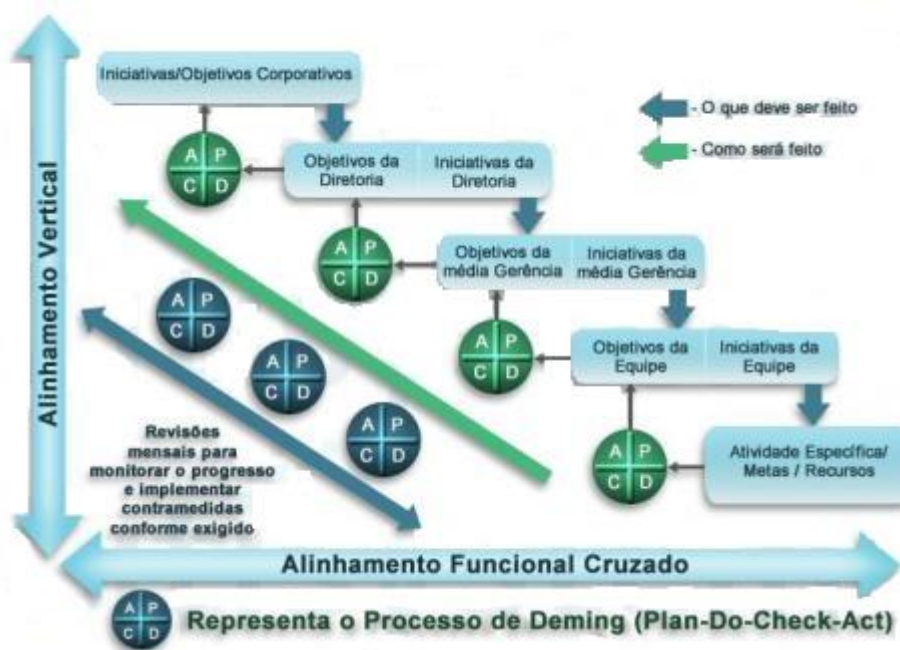 Iniciativas/Objetivos Corporativos
- O que deve ser feito
- Como será feito
A P
C D
Objetivos da
Diretoria
Iniciativas da
Diretoria
A P
C D
Objetivos da
média Gerência
Iniciativas da
média Gerência
A P
C D
A P
C D
Objetivos da
Equipe
Iniciativas da
Equipe
A P
C D
A P
C D
Atividade Específica/
Metas / Recursos
A P
C D
Revisões
mensais para
monitorar o progresso
e implementar
contramedidas
conforme exigido
Alinhamento Vertical
Alinhamento Funcional Cruzado
A P
C D
Representa o Processo de Deming (Plan-Do-Check-Act)